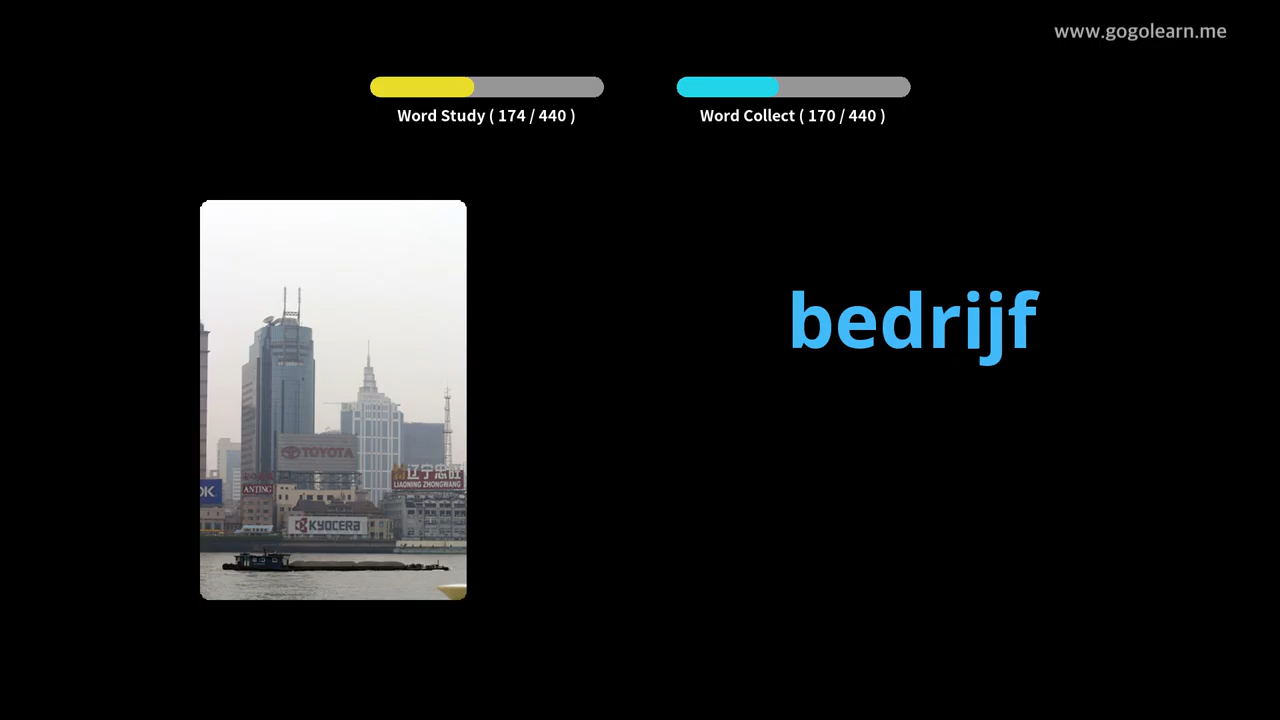 www.gogolearn.me
Word Study ( 174 / 440 )
Word Collect ( 170 / 440 )
bedrijf
TOYOTA
辽宁忠旺
LIAONING ZHONGWANG
OK
ANTING
KYOCERA